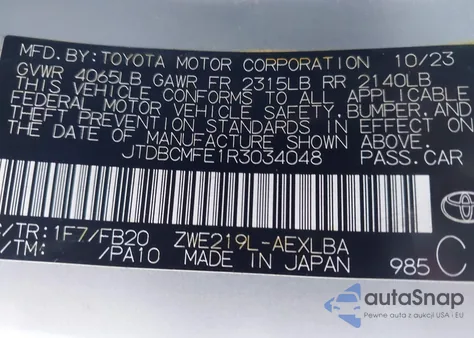 MFD. BY: TOYOTA MOTOR CORPORATION 10/23
GVWR 4065LB GAWR FR 2315LB RR 2140LB
THIS VEHICLE CONFORMS TO ALL APPLICABLE
FEDERAL MOTOR VEHICLE SAFETY, BUMPER, AND
THEFT PREVENTION STANDARDS IN EFFECT ON
THE DATE OF MANUFACTURE SHOWN ABOVE.
JTDBCMFE1R3034048 PASS.CAR
C/TR: 1F7/FB20 ZWE219L-AEXLBA
/TM: /PA10 MADE IN JAPAN 985 C
autoSnap
Pewne auta z aukcji USA i EU